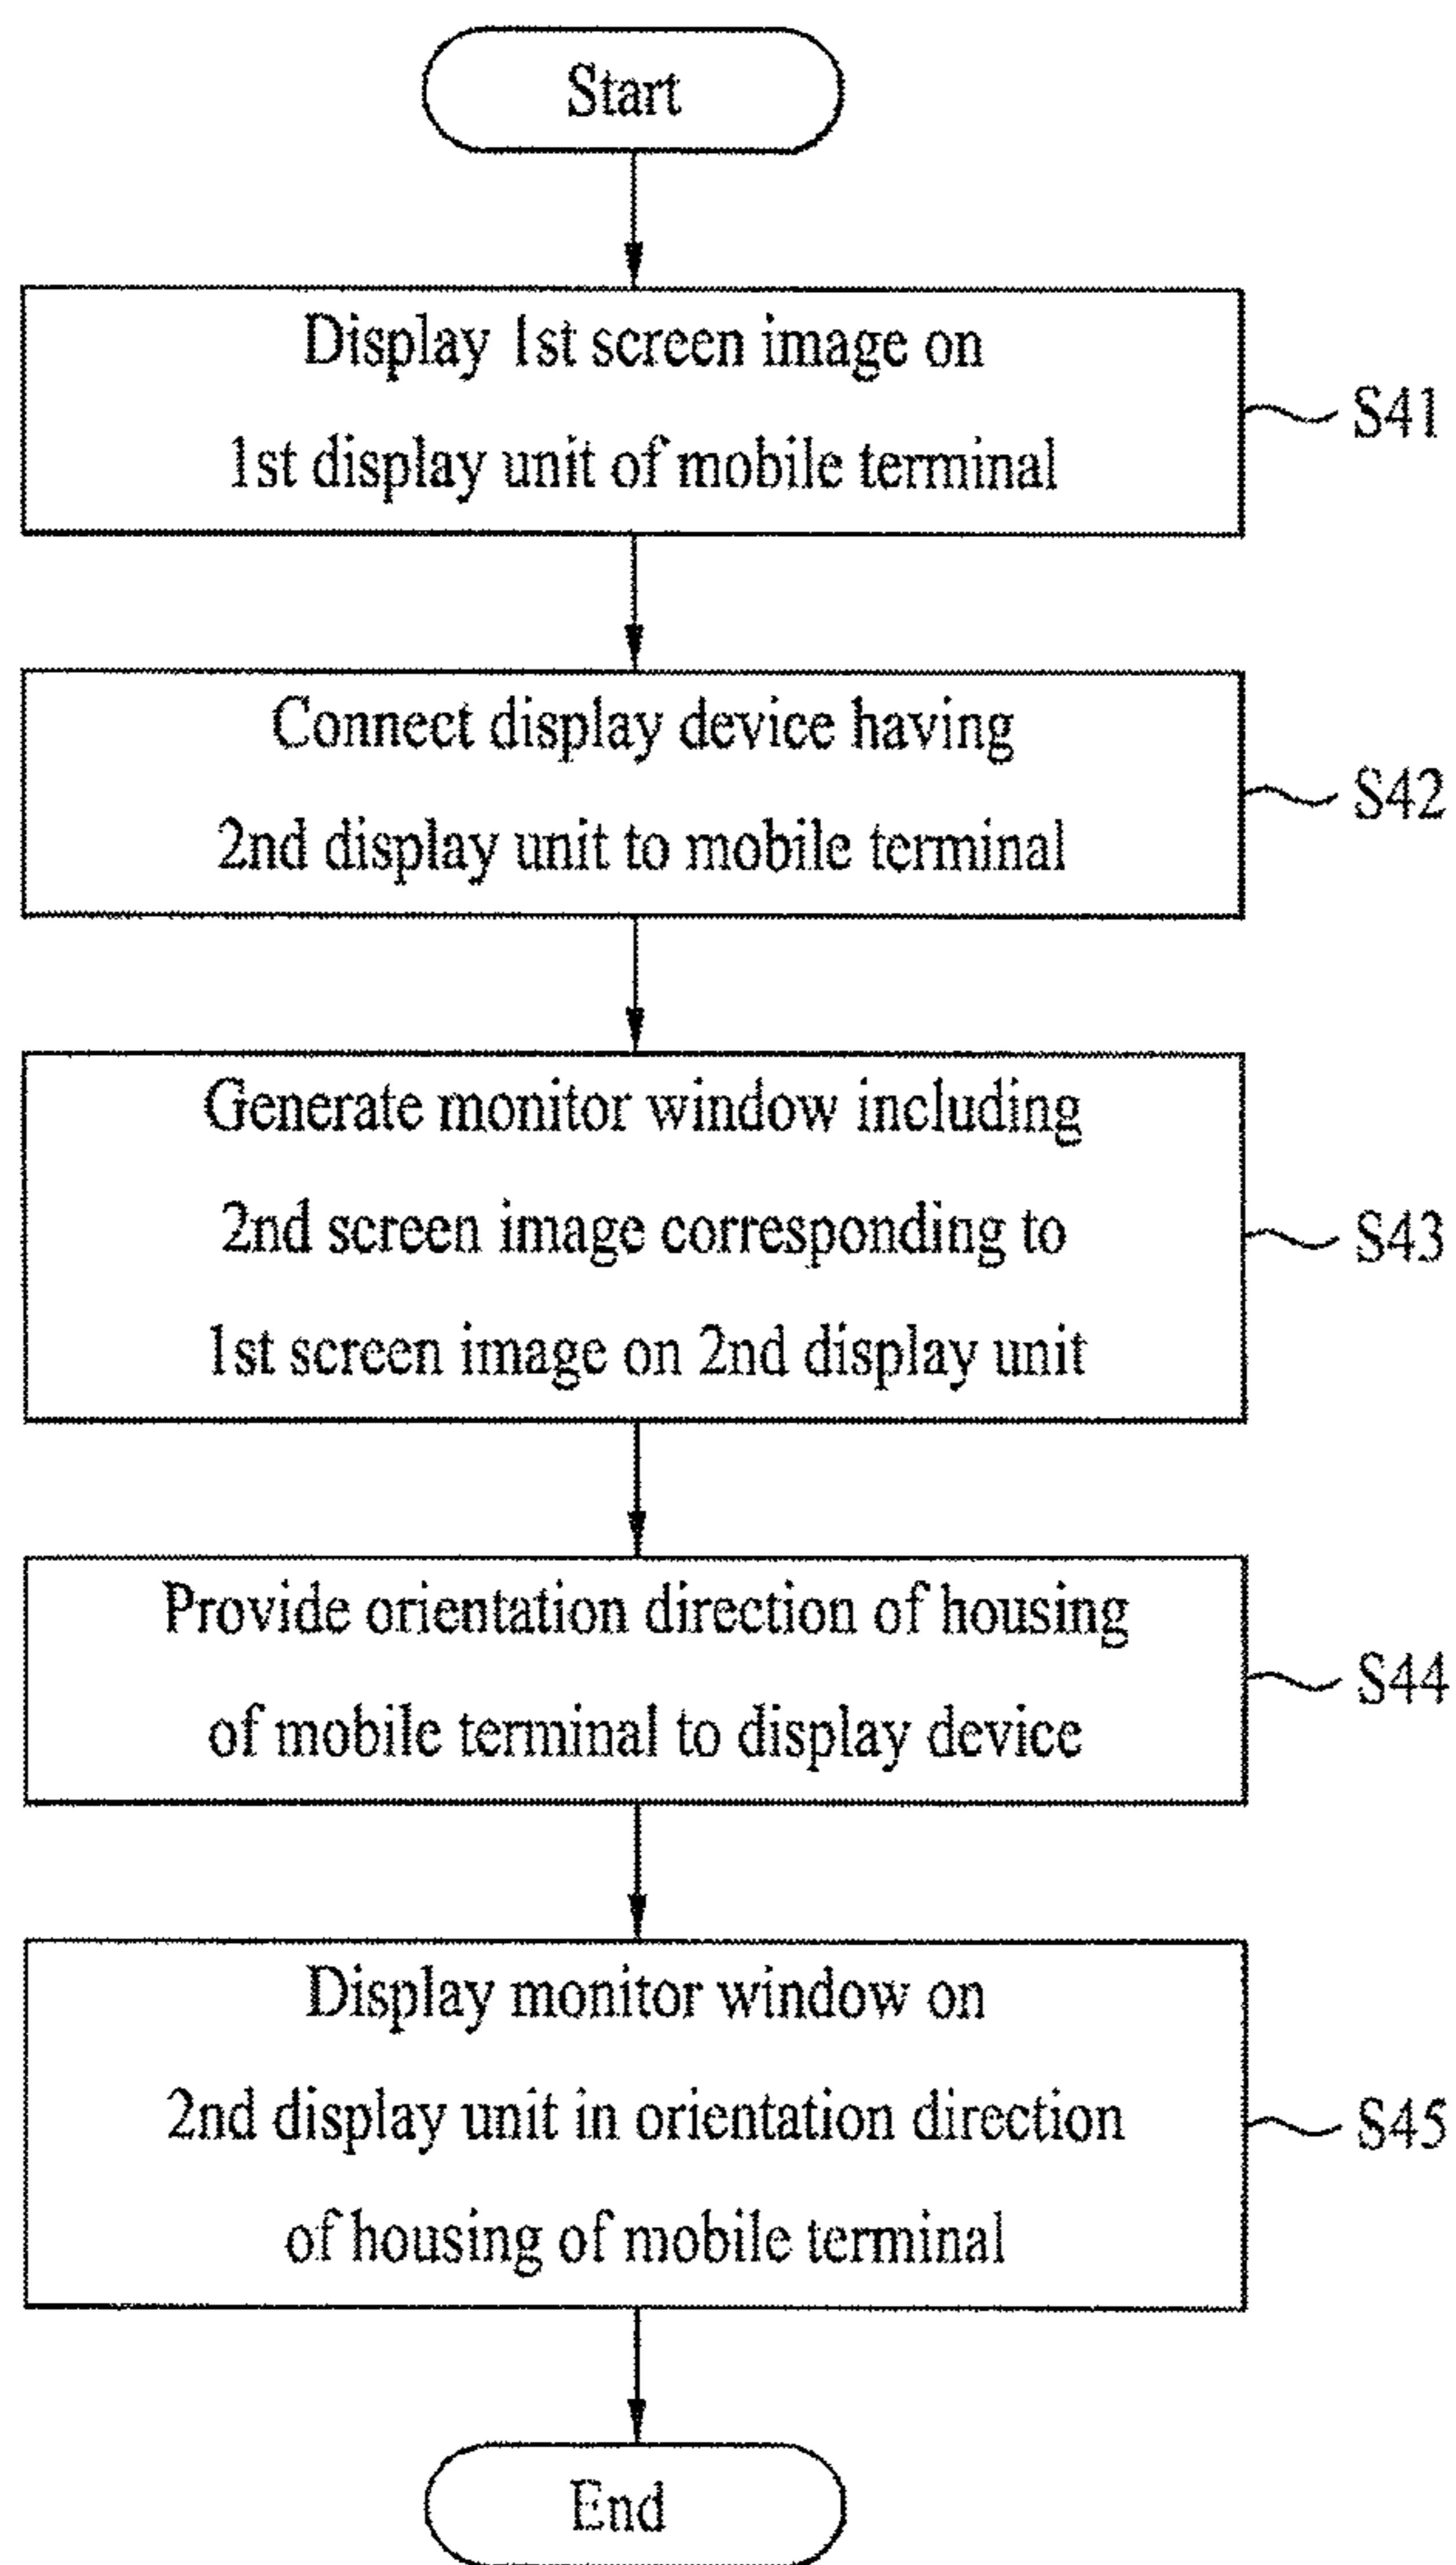 Start
Display 1st screen image on
1st display unit of mobile terminal
S41
Connect display device having
2nd display unit to mobile terminal
S42
Generate monitor window including
2nd screen image corresponding to
1st screen image on 2nd display unit
S43
Provide orientation direction of housing
of mobile terminal to display device
S44
Display monitor window on
2nd display unit in orientation direction
of housing of mobile terminal
S45
End